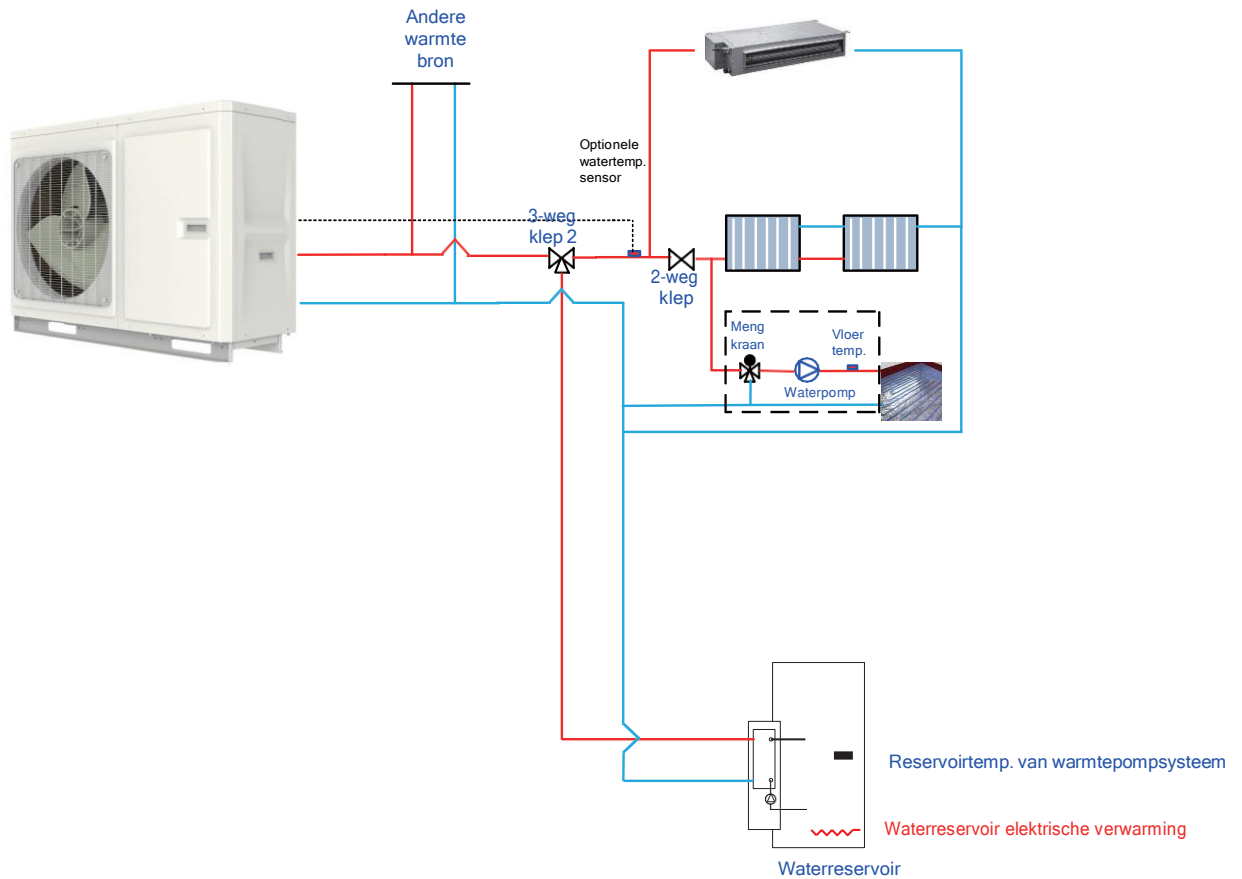 Andere
warmte
bron
Optionele
watertemp.
sensor
3-weg
klep 2
2-weg
klep
Meng
kraan
Vloer
temp.
Waterpomp
Reservoirtemp. van warmtepompsysteem
Waterreservoir elektrische verwarming
Waterreservoir